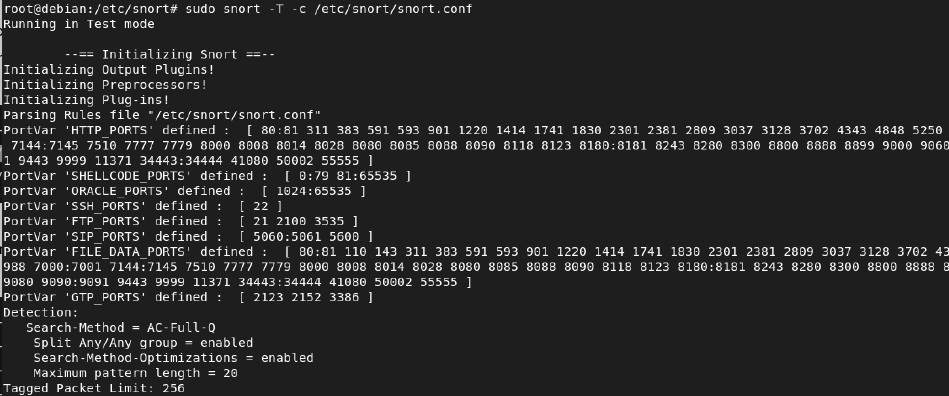 root@debian:/etc/snort# sudo snort -T -c /etc/snort/snort.conf
Running in Test mode
--== Initializing Snort ==--
Initializing Output Plugins!
Initializing Preprocessors!
Initializing Plug-ins!
Parsing Rules file "/etc/snort/snort.conf"
PortVar 'HTTP_PORTS' defined :  [ 80:81 311 383 591 593 901 1220 1414 1741 1830 2301 2381 2809 3037 3128 3702 4343 4848 5250
7144:7145 7510 7777 7779 8000 8008 8014 8028 8080 8085 8088 8090 8118 8123 8180:8181 8243 8280 8300 8800 8888 8899 9000 9060
1 9443 9999 11371 34443:34444 41080 50002 55555 ]
PortVar 'SHELLCODE_PORTS' defined :  [ 0:79 81:65535 ]
PortVar 'ORACLE_PORTS' defined :  [ 1024:65535 ]
PortVar 'SSH_PORTS' defined :  [ 22 ]
PortVar 'FTP_PORTS' defined :  [ 21 2100 3535 ]
PortVar 'SIP_PORTS' defined :  [ 5060:5061 5600 ]
PortVar 'FILE_DATA_PORTS' defined :  [ 80:81 110 143 311 383 591 593 901 1220 1414 1741 1830 2301 2381 2809 3037 3128 3702 43
988 7000:7001 7144:7145 7510 7777 7779 8000 8008 8014 8028 8080 8085 8088 8090 8118 8123 8180:8181 8243 8280 8300 8800 8888 8
9080 9090:9091 9443 9999 11371 34443:34444 41080 50002 55555 ]
PortVar 'GTP_PORTS' defined :  [ 2123 2152 3386 ]
Detection:
Search-Method = AC-Full-Q
Split Any/Any group = enabled
Search-Method-Optimizations = enabled
Maximum pattern length = 20
Tagged Packet Limit: 256